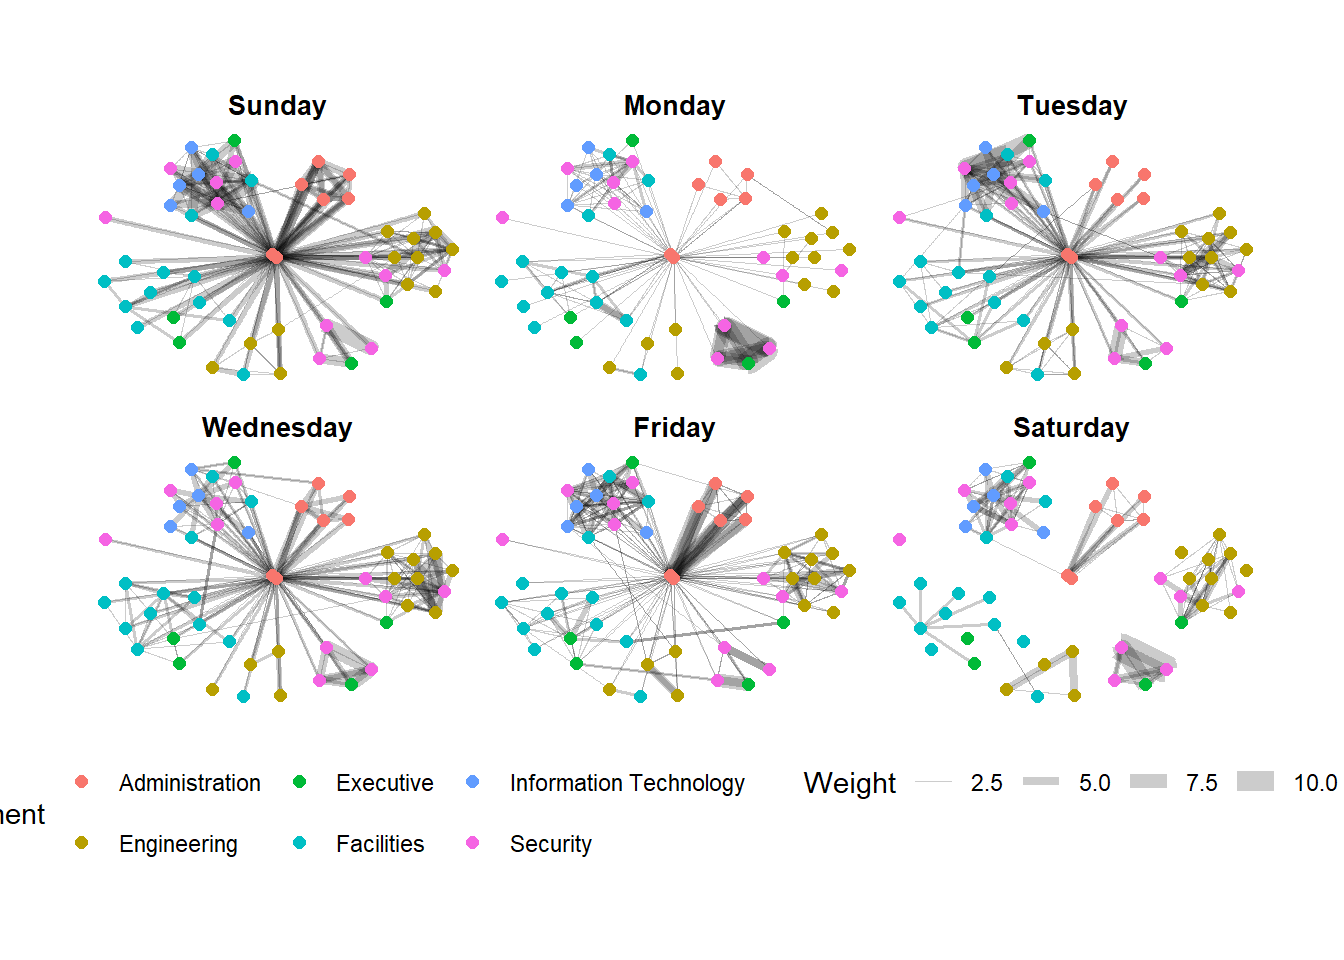 Sunday
Monday
Tuesday
Wednesday
Friday
Saturday
Administration
Executive
Information Technology
Weight
2.5
5.0
7.5
10.0
Engineering
Facilities
Security